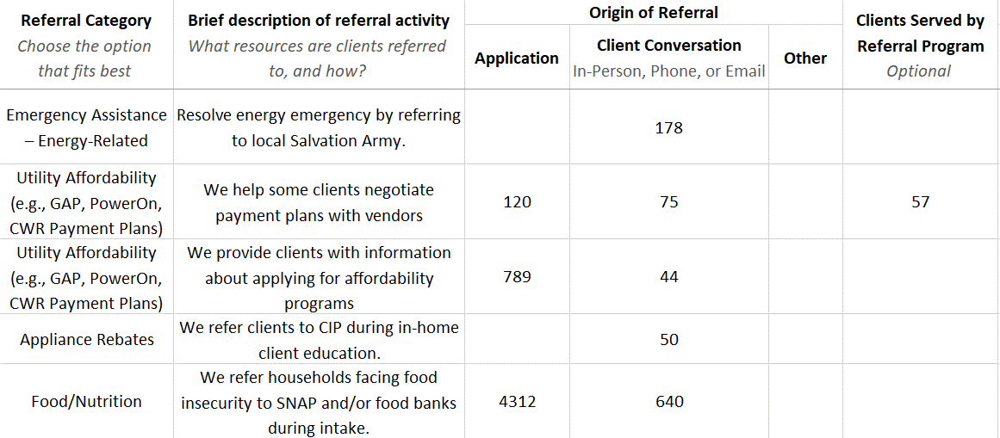 Referral Category
Choose the option
that fits best
Brief description of referral activity
What resources are clients referred
to, and how?
Origin of Referral
Application
Client Conversation
In-Person, Phone, or Email
Other
Clients Served by
Referral Program
Optional
Emergency Assistance
– Energy-Related
Resolve energy emergency by referring
to local Salvation Army.
178
Utility Affordability
(e.g., GAP, PowerOn,
CWR Payment Plans)
We help some clients negotiate
payment plans with vendors
120
75
57
Utility Affordability
(e.g., GAP, PowerOn,
CWR Payment Plans)
We provide clients with information
about applying for affordability
programs
789
44
Appliance Rebates
We refer clients to CIP during in-home
client education.
50
Food/Nutrition
We refer households facing food
insecurity to SNAP and/or food banks
during intake.
4312
640